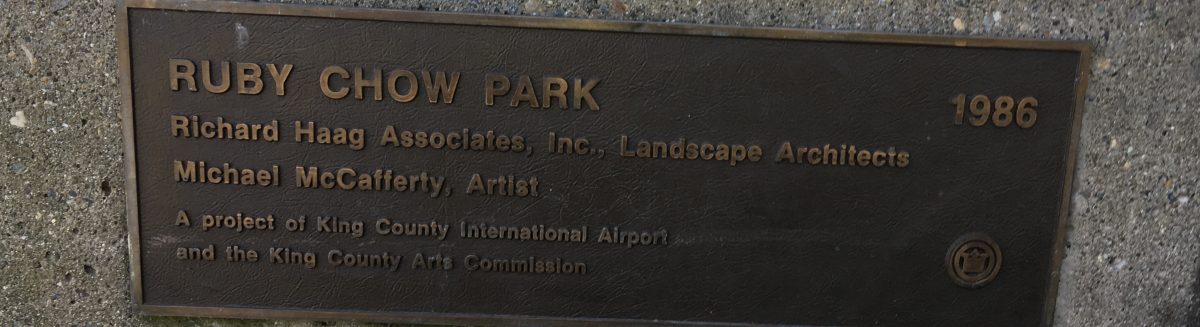 RUBY CHOW PARK 1986
Richard Haag Associates, Inc., Landscape Architects
Michael McCafferty, Artist
A project of King County International Airport
and the King County Arts Commission